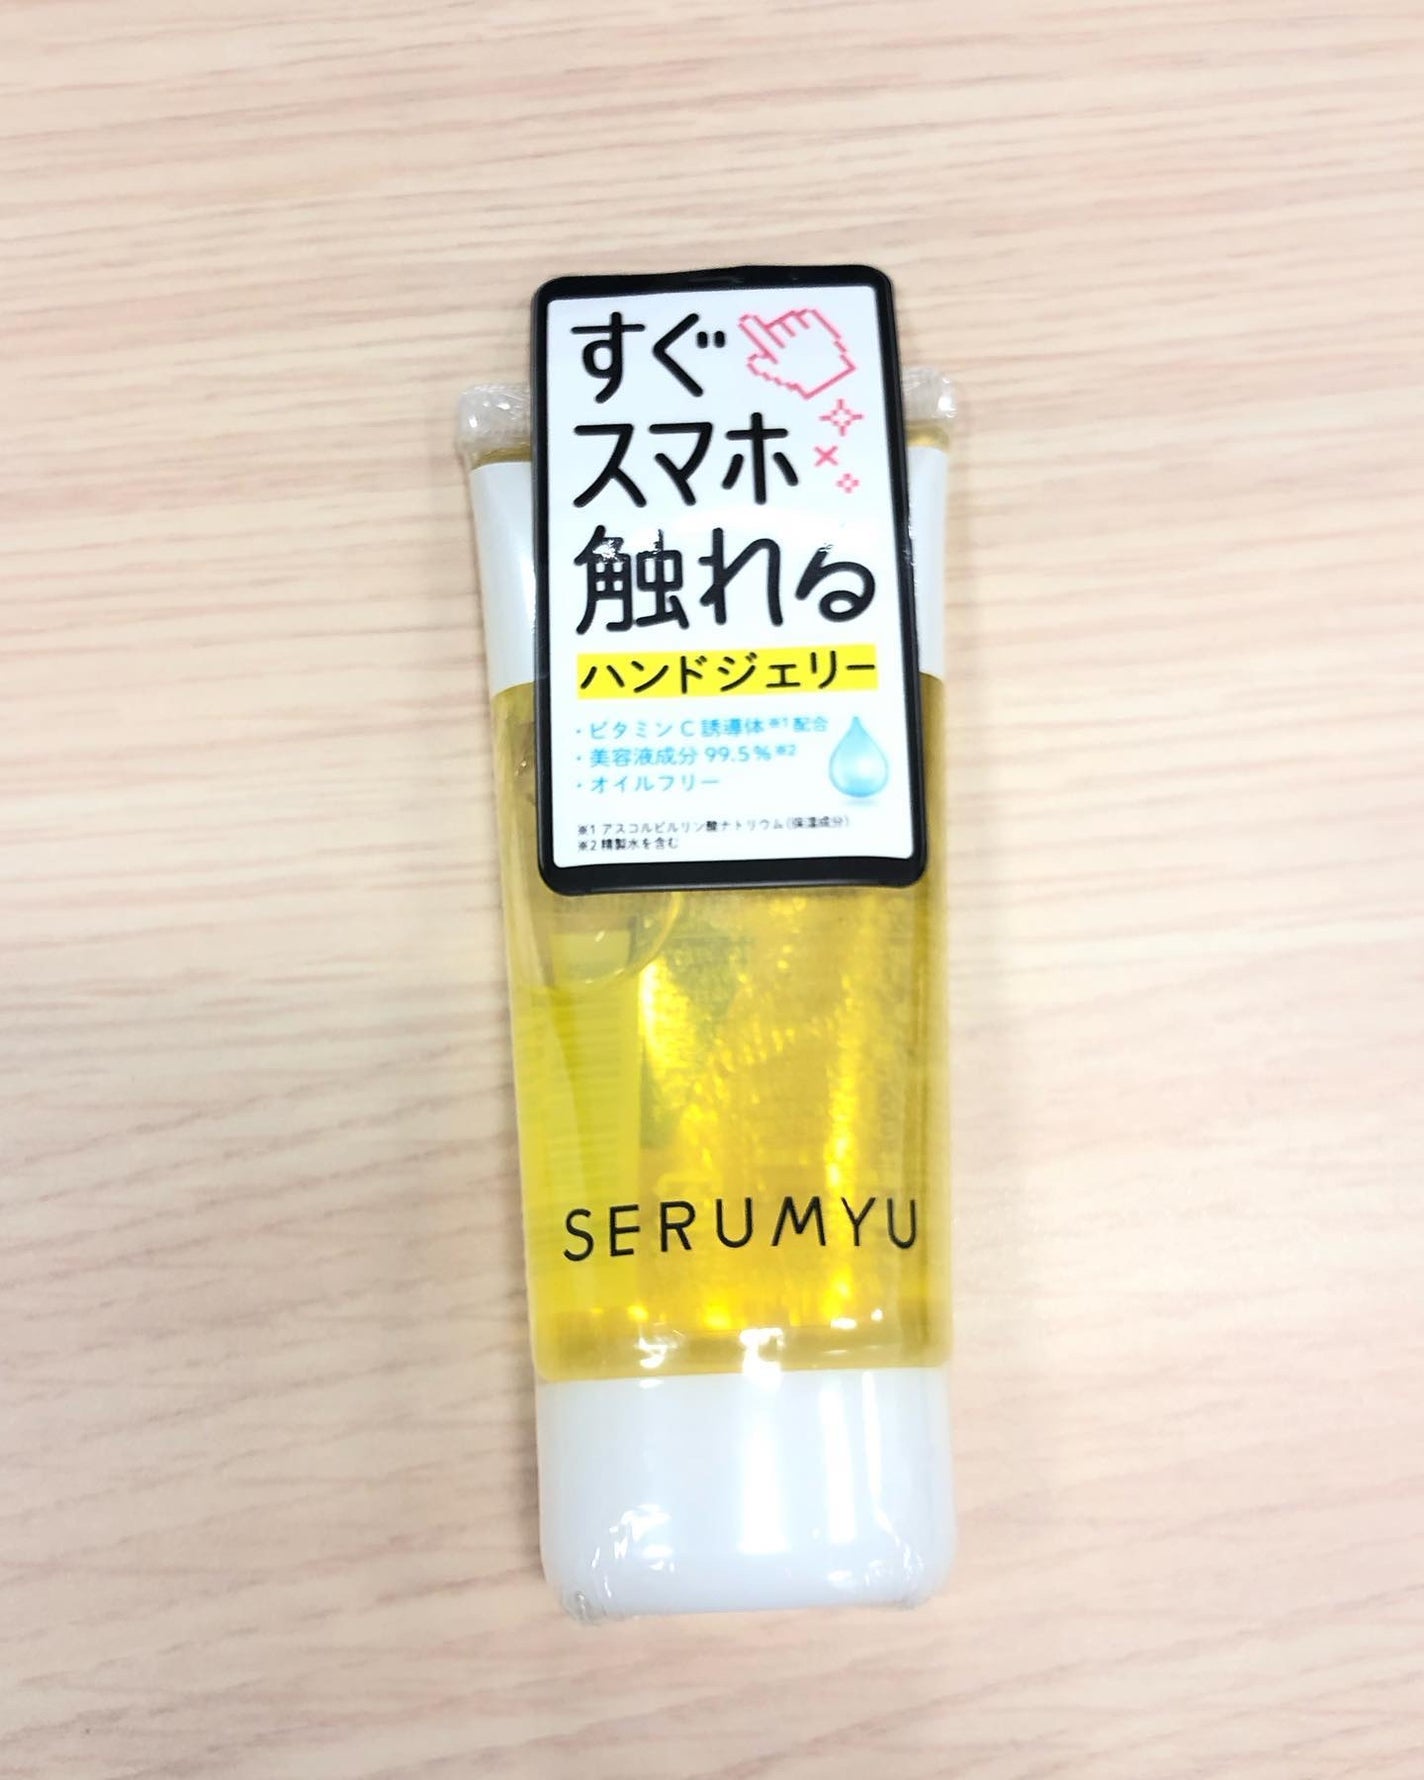 すぐ
スマホ
触れる
ハンドジェリー
・ビタミンC誘導体※1配合
・美容液成分 99.5%※2
・オイルフリー
※1 アスコルビルリン酸ナトリウム(保湿成分)
※2 精製水を含む
SERUMYU